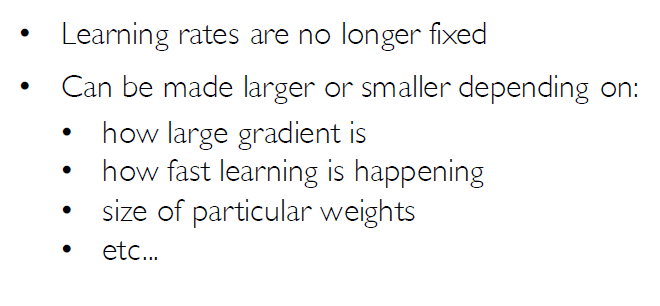 • Learning rates are no longer fixed
• Can be made larger or smaller depending on:
• how large gradient is
• how fast learning is happening
• size of particular weights
• etc...